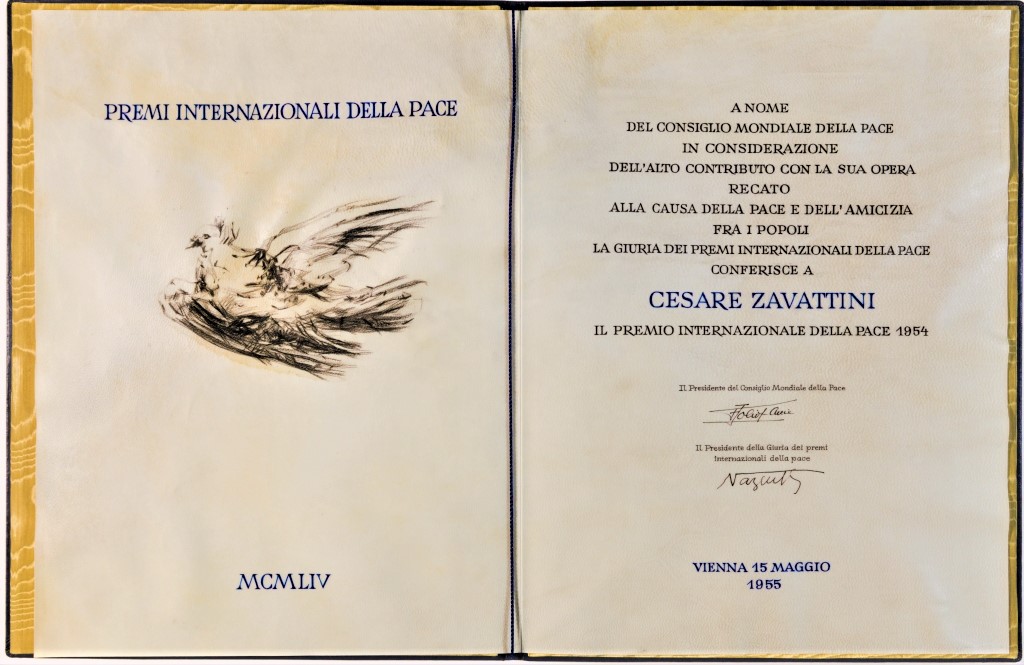 PREMI INTERNAZIONALI DELLA PACE
MCMLIV
A NOME
DEL CONSIGLIO MONDIALE DELLA PACE
IN CONSIDERAZIONE
DELL'ALTO CONTRIBUTO CON LA SUA OPERA
RECATO
ALLA CAUSA DELLA PACE E DELL'AMICIZIA
FRA I POPOLI
LA GIURIA DEI PREMI INTERNAZIONALI DELLA PACE
CONFERISCE A
CESARE ZAVATTINI
IL PREMIO INTERNAZIONALE DELLA PACE 1954
Il Presidente del Consiglio Mondiale della Pace
Il Presidente della Giuria dei premi
Internazionali della pace
VIENNA 15 MAGGIO
1955